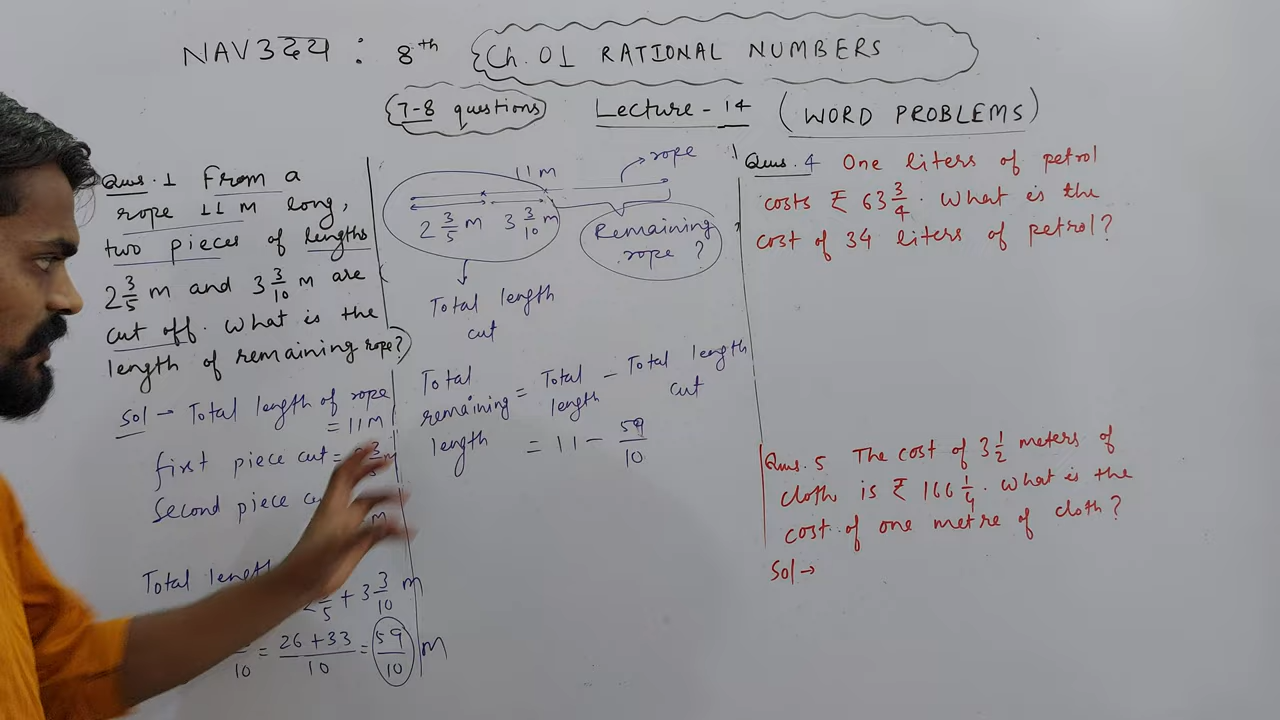 NAV324 : 8th Ch. 01 RATIONAL NUMBERS
7-8 questions Lecture - 14 (WORD PROBLEMS)
Ques. 1 From a
rope 11 m long,
two pieces of lengths
2 3/5 m and 3 3/10 m are
cut off. What is the
length of remaining rope?
Sol → Total length of rope
= 11 m
first piece cut =
Second piece
m
Total length
+ 3 3/10 m
= 26 + 33/10 = 59/10 m
11 m → rope
2 3/5 m 3 3/10 m
Remaining
rope ?
Total length
cut
Total remaining length = Total length - Total length cut
= 11 - 59/10
Ques. 4 One liters of petrol
costs ₹ 63 3/4. What is the
cost of 34 liters of petrol?
Ques. 5 The cost of 3 1/2 meters of
cloth is ₹ 166 1/4. What is the
cost of one metre of cloth?
Sol →